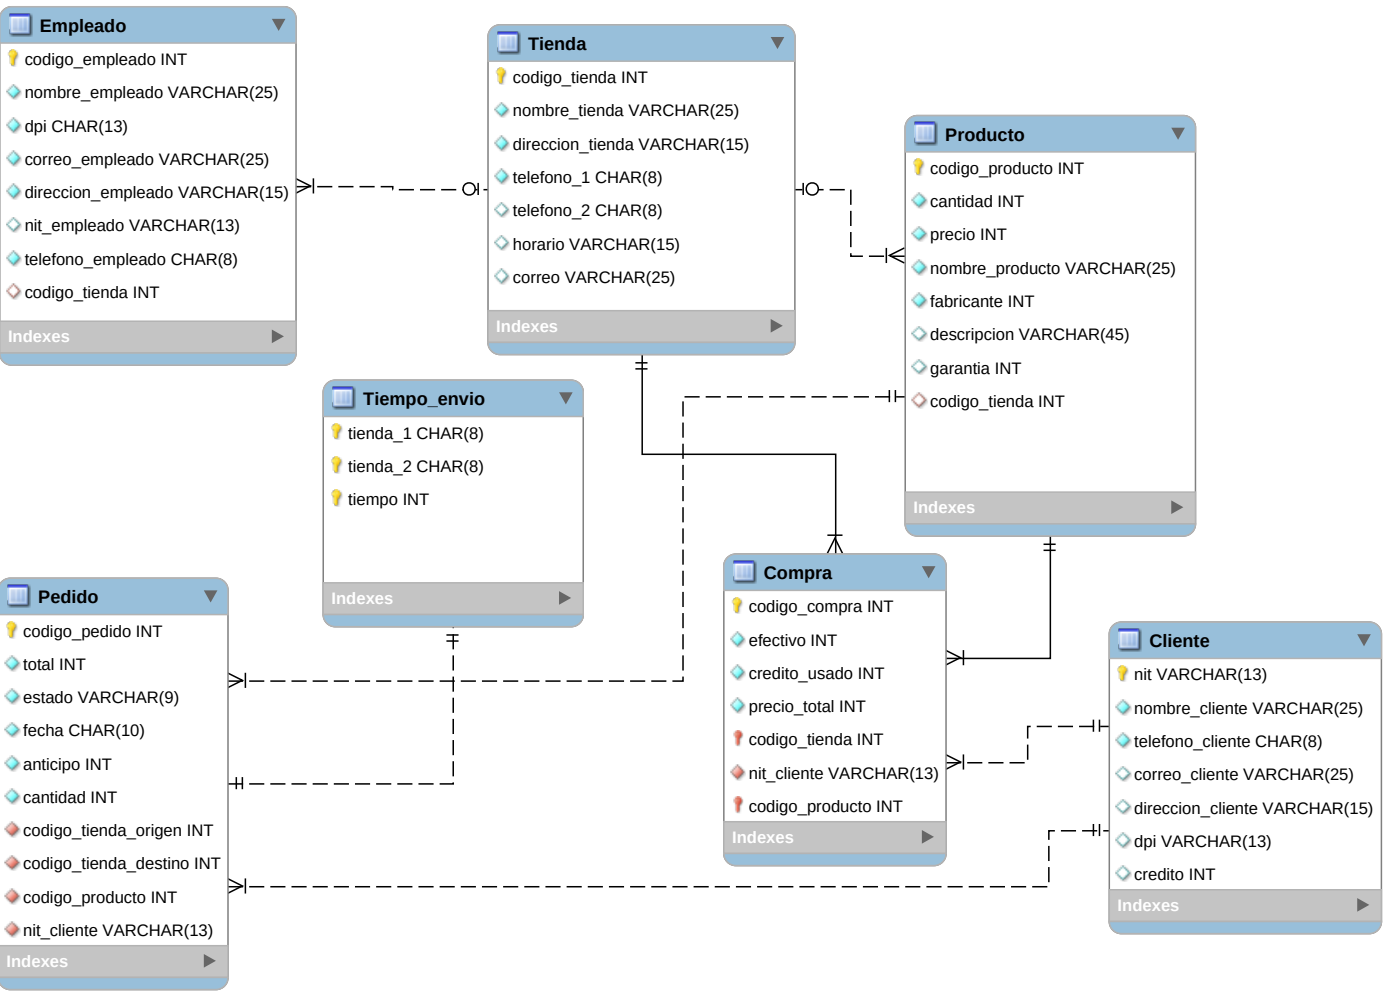 Empleado
codigo_empleado INT
nombre_empleado VARCHAR(25)
dpi CHAR(13)
correo_empleado VARCHAR(25)
direccion_empleado VARCHAR(15)
nit_empleado VARCHAR(13)
telefono_empleado CHAR(8)
codigo_tienda INT
Indexes
Tienda
codigo_tienda INT
nombre_tienda VARCHAR(25)
direccion_tienda VARCHAR(15)
telefono_1 CHAR(8)
telefono_2 CHAR(8)
horario VARCHAR(15)
correo VARCHAR(25)
Indexes
Producto
codigo_producto INT
cantidad INT
precio INT
nombre_producto VARCHAR(25)
fabricante INT
descripcion VARCHAR(45)
garantia INT
codigo_tienda INT
Indexes
Tiempo_envio
tienda_1 CHAR(8)
tienda_2 CHAR(8)
tiempo INT
Indexes
Pedido
codigo_pedido INT
total INT
estado VARCHAR(9)
fecha CHAR(10)
anticipo INT
cantidad INT
codigo_tienda_origen INT
codigo_tienda_destino INT
codigo_producto INT
nit_cliente VARCHAR(13)
Indexes
Compra
codigo_compra INT
efectivo INT
credito_usado INT
precio_total INT
codigo_tienda INT
nit_cliente VARCHAR(13)
codigo_producto INT
Indexes
Cliente
nit VARCHAR(13)
nombre_cliente VARCHAR(25)
telefono_cliente CHAR(8)
correo_cliente VARCHAR(25)
direccion_cliente VARCHAR(15)
dpi VARCHAR(13)
credito INT
Indexes